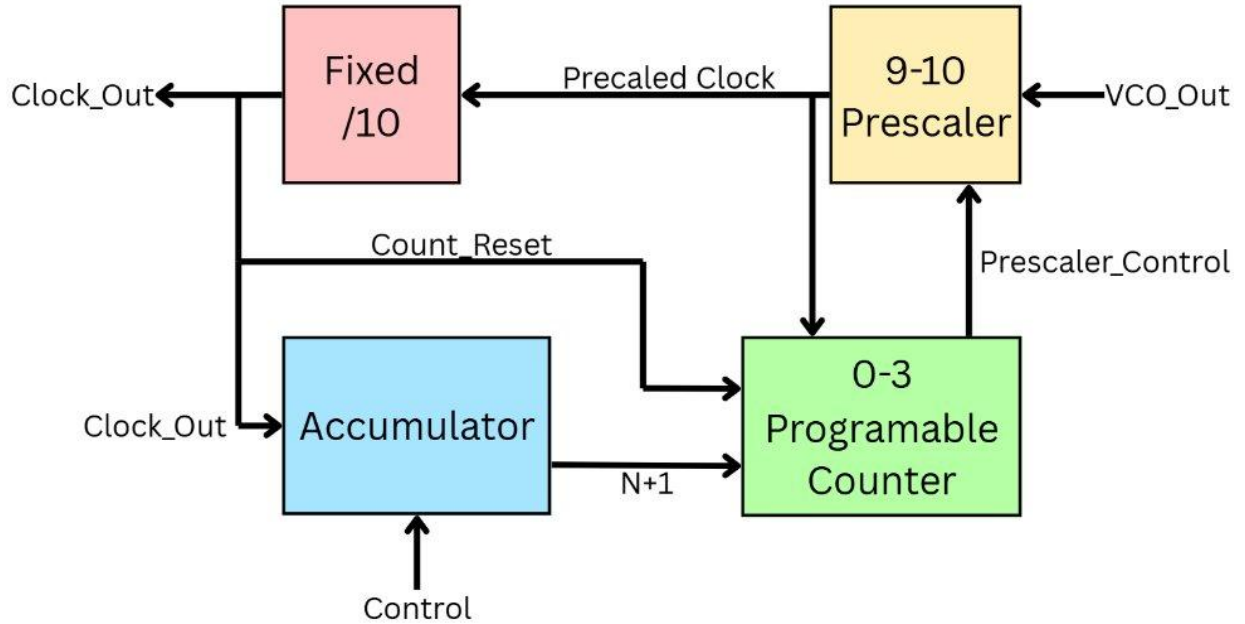 Fixed
/10
Precaled Clock
9-10
Prescaler
Clock_Out
VCO_Out
Count_Reset
Prescaler_Control
Clock_Out
Accumulator
N+1
0-3
Programable
Counter
Control